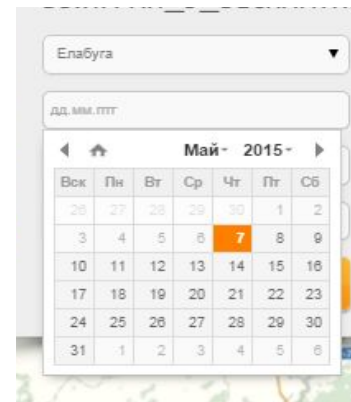 Елабуга
дд.мм.гггг
Май 2015
Вск Пн Вт Ср Чт Пт Сб
26 27 28 29 30 1 2
3 4 5 6 7 8 9
10 11 12 13 14 15 16
17 18 19 20 21 22 23
24 25 26 27 28 29 30
31 1 2 3 4 5 6